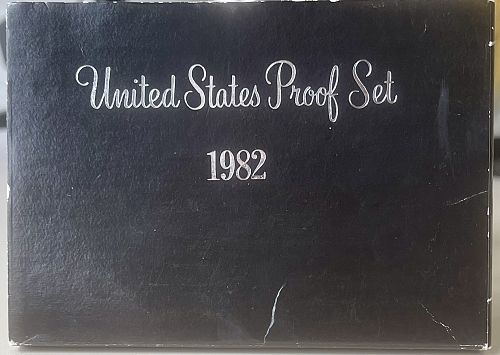 United States Proof Set
1982